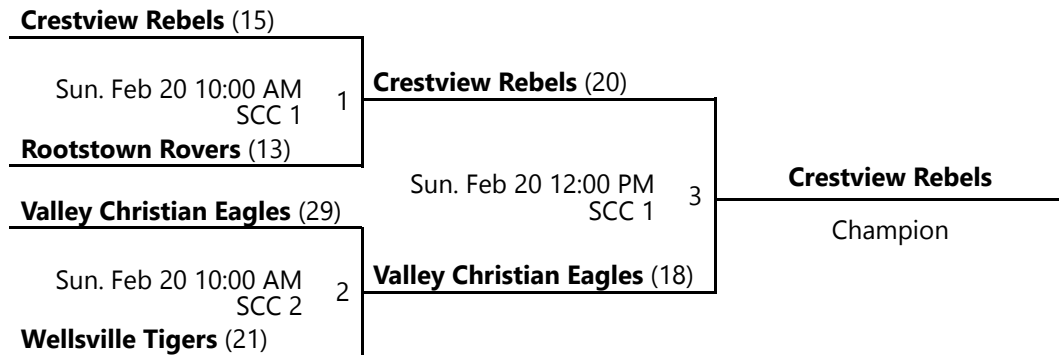 Crestview Rebels (15)
Sun. Feb 20 10:00 AM
SCC 1
1
Rootstown Rovers (13)
Valley Christian Eagles (29)
Sun. Feb 20 10:00 AM
SCC 2
2
Wellsville Tigers (21)
Crestview Rebels (20)
Sun. Feb 20 12:00 PM
SCC 1
3
Valley Christian Eagles (18)
Crestview Rebels
Champion